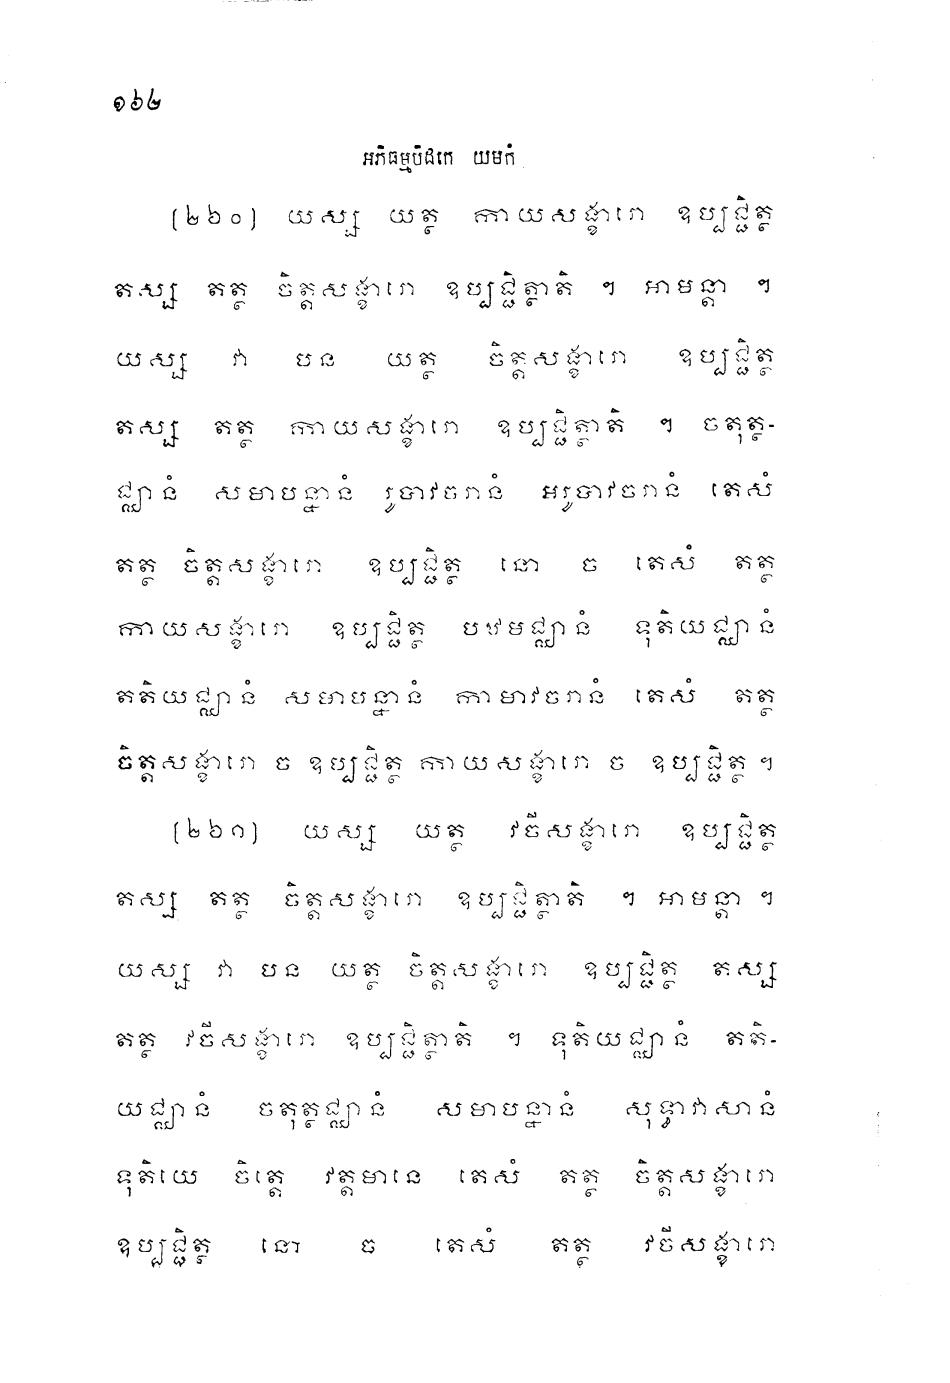 ១៦២
អភិធម្មបិដកេ យមកំ
(២៦០) យស្ស យត្ថ កាយសង្ខារោ ឧប្បជ្ជិត្ថ
តស្ស តត្ថ ចិត្តសង្ខារោ ឧប្បជ្ជិត្ថាតិ ។ អាមន្តា ។
យស្ស វា បន យត្ថ ចិត្តសង្ខារោ ឧប្បជ្ជិត្ថ
តស្ស តត្ថ កាយសង្ខារោ ឧប្បជ្ជិត្ថាតិ ។ ចតុត្ថ-
ជ្ឈានំ សមាបន្នានំ រូបាវចរានំ អរូបាវចរានំ តេសំ
តត្ថ ចិត្តសង្ខារោ ឧប្បជ្ជិត្ថ នោ ច តេសំ តត្ថ
កាយសង្ខារោ ឧប្បជ្ជិត្ថ បឋមជ្ឈានំ ទុតិយជ្ឈានំ
តតិយជ្ឈានំ សមាបន្នានំ កាមាវចរានំ តេសំ តត្ថ
ចិត្តសង្ខារោ ច ឧប្បជ្ជិត្ថ កាយសង្ខារោ ច ឧប្បជ្ជិត្ថ ។
(២៦១) យស្ស យត្ថ វចីសង្ខារោ ឧប្បជ្ជិត្ថ
តស្ស តត្ថ ចិត្តសង្ខារោ ឧប្បជ្ជិត្ថាតិ ។ អាមន្តា ។
យស្ស វា បន យត្ថ ចិត្តសង្ខារោ ឧប្បជ្ជិត្ថ តស្ស
តត្ថ វចីសង្ខារោ ឧប្បជ្ជិត្ថាតិ ។ ទុតិយជ្ឈានំ តតិ-
យជ្ឈានំ ចតុត្ថជ្ឈានំ សមាបន្នានំ សុទ្ធាវាសានំ
ទុតិយេ ចិត្តេ វត្តមានេ តេសំ តត្ថ ចិត្តសង្ខារោ
ឧប្បជ្ជិត្ថ នោ ច តេសំ តត្ថ វចីសង្ខារោ